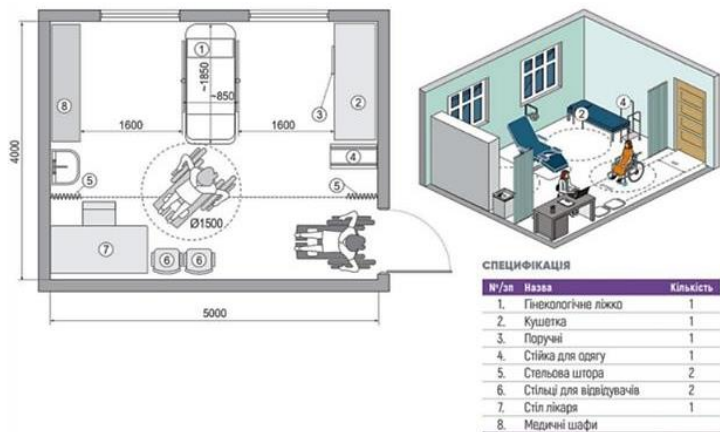 1
~1850
~850
3
2
8
1600
1600
4
4000
5
5
Ø1500
7
6
6
5000
2
4
СПЕЦИФІКАЦІЯ
№/зп Назва Кількість
1. Гінекологічне ліжко 1
2. Кушетка 1
3. Поручні 1
4. Стійка для одягу 1
5. Стельова штора 2
6. Стільці для відвідувачів 2
7. Стіл лікаря 1
8. Медичні шафи